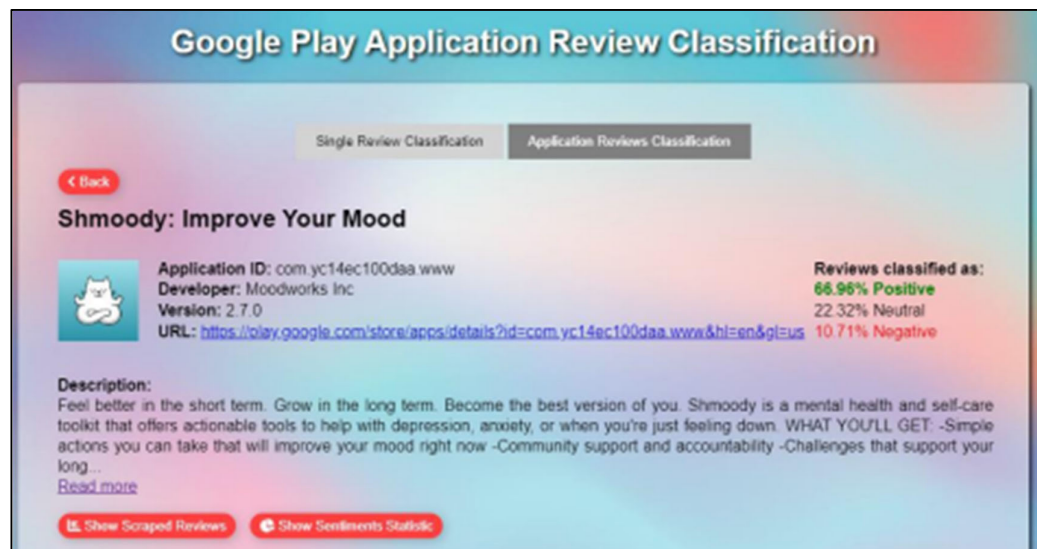 Google Play Application Review Classification
Single Review Classification
Application Reviews Classification
Back
Shmoody: Improve Your Mood
Application ID: com.yc14ec100daa.www
Developer: Moodworks Inc
Version: 2.7.0
URL: https://play.google.com/store/apps/details?id=com.yc14ec100daa.www&hl=en&gl=us
Reviews classified as:
66.96% Positive
22.32% Neutral
10.71% Negative
Description:
Feel better in the short term. Grow in the long term. Become the best version of you. Shmoody is a mental health and self-care
toolkit that offers actionable tools to help with depression, anxiety, or when you're just feeling down. WHAT YOU'LL GET: -Simple
actions you can take that will improve your mood right now -Community support and accountability -Challenges that support your
long...
Read more
Show Scraped Reviews
Show Sentiments Statistic